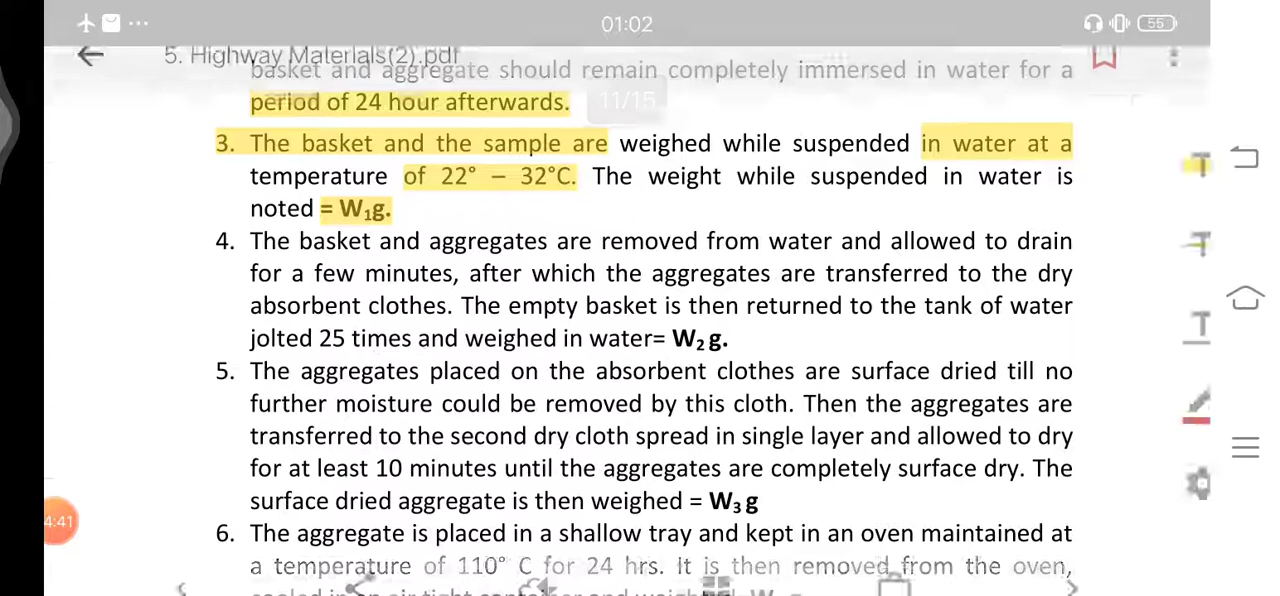 01:02
55
5. Highway Materials(2).pdf
basket and aggregate should remain completely immersed in water for a
period of 24 hour afterwards.
11/15
3. The basket and the sample are weighed while suspended in water at a
temperature of 22° – 32°C. The weight while suspended in water is
noted = W₁g.
4. The basket and aggregates are removed from water and allowed to drain
for a few minutes, after which the aggregates are transferred to the dry
absorbent clothes. The empty basket is then returned to the tank of water
jolted 25 times and weighed in water= W₂ g.
5. The aggregates placed on the absorbent clothes are surface dried till no
further moisture could be removed by this cloth. Then the aggregates are
transferred to the second dry cloth spread in single layer and allowed to dry
for at least 10 minutes until the aggregates are completely surface dry. The
surface dried aggregate is then weighed = W₃ g
4:41
6. The aggregate is placed in a shallow tray and kept in an oven maintained at
a temperature of 110° C for 24 hrs. It is then removed from the oven,